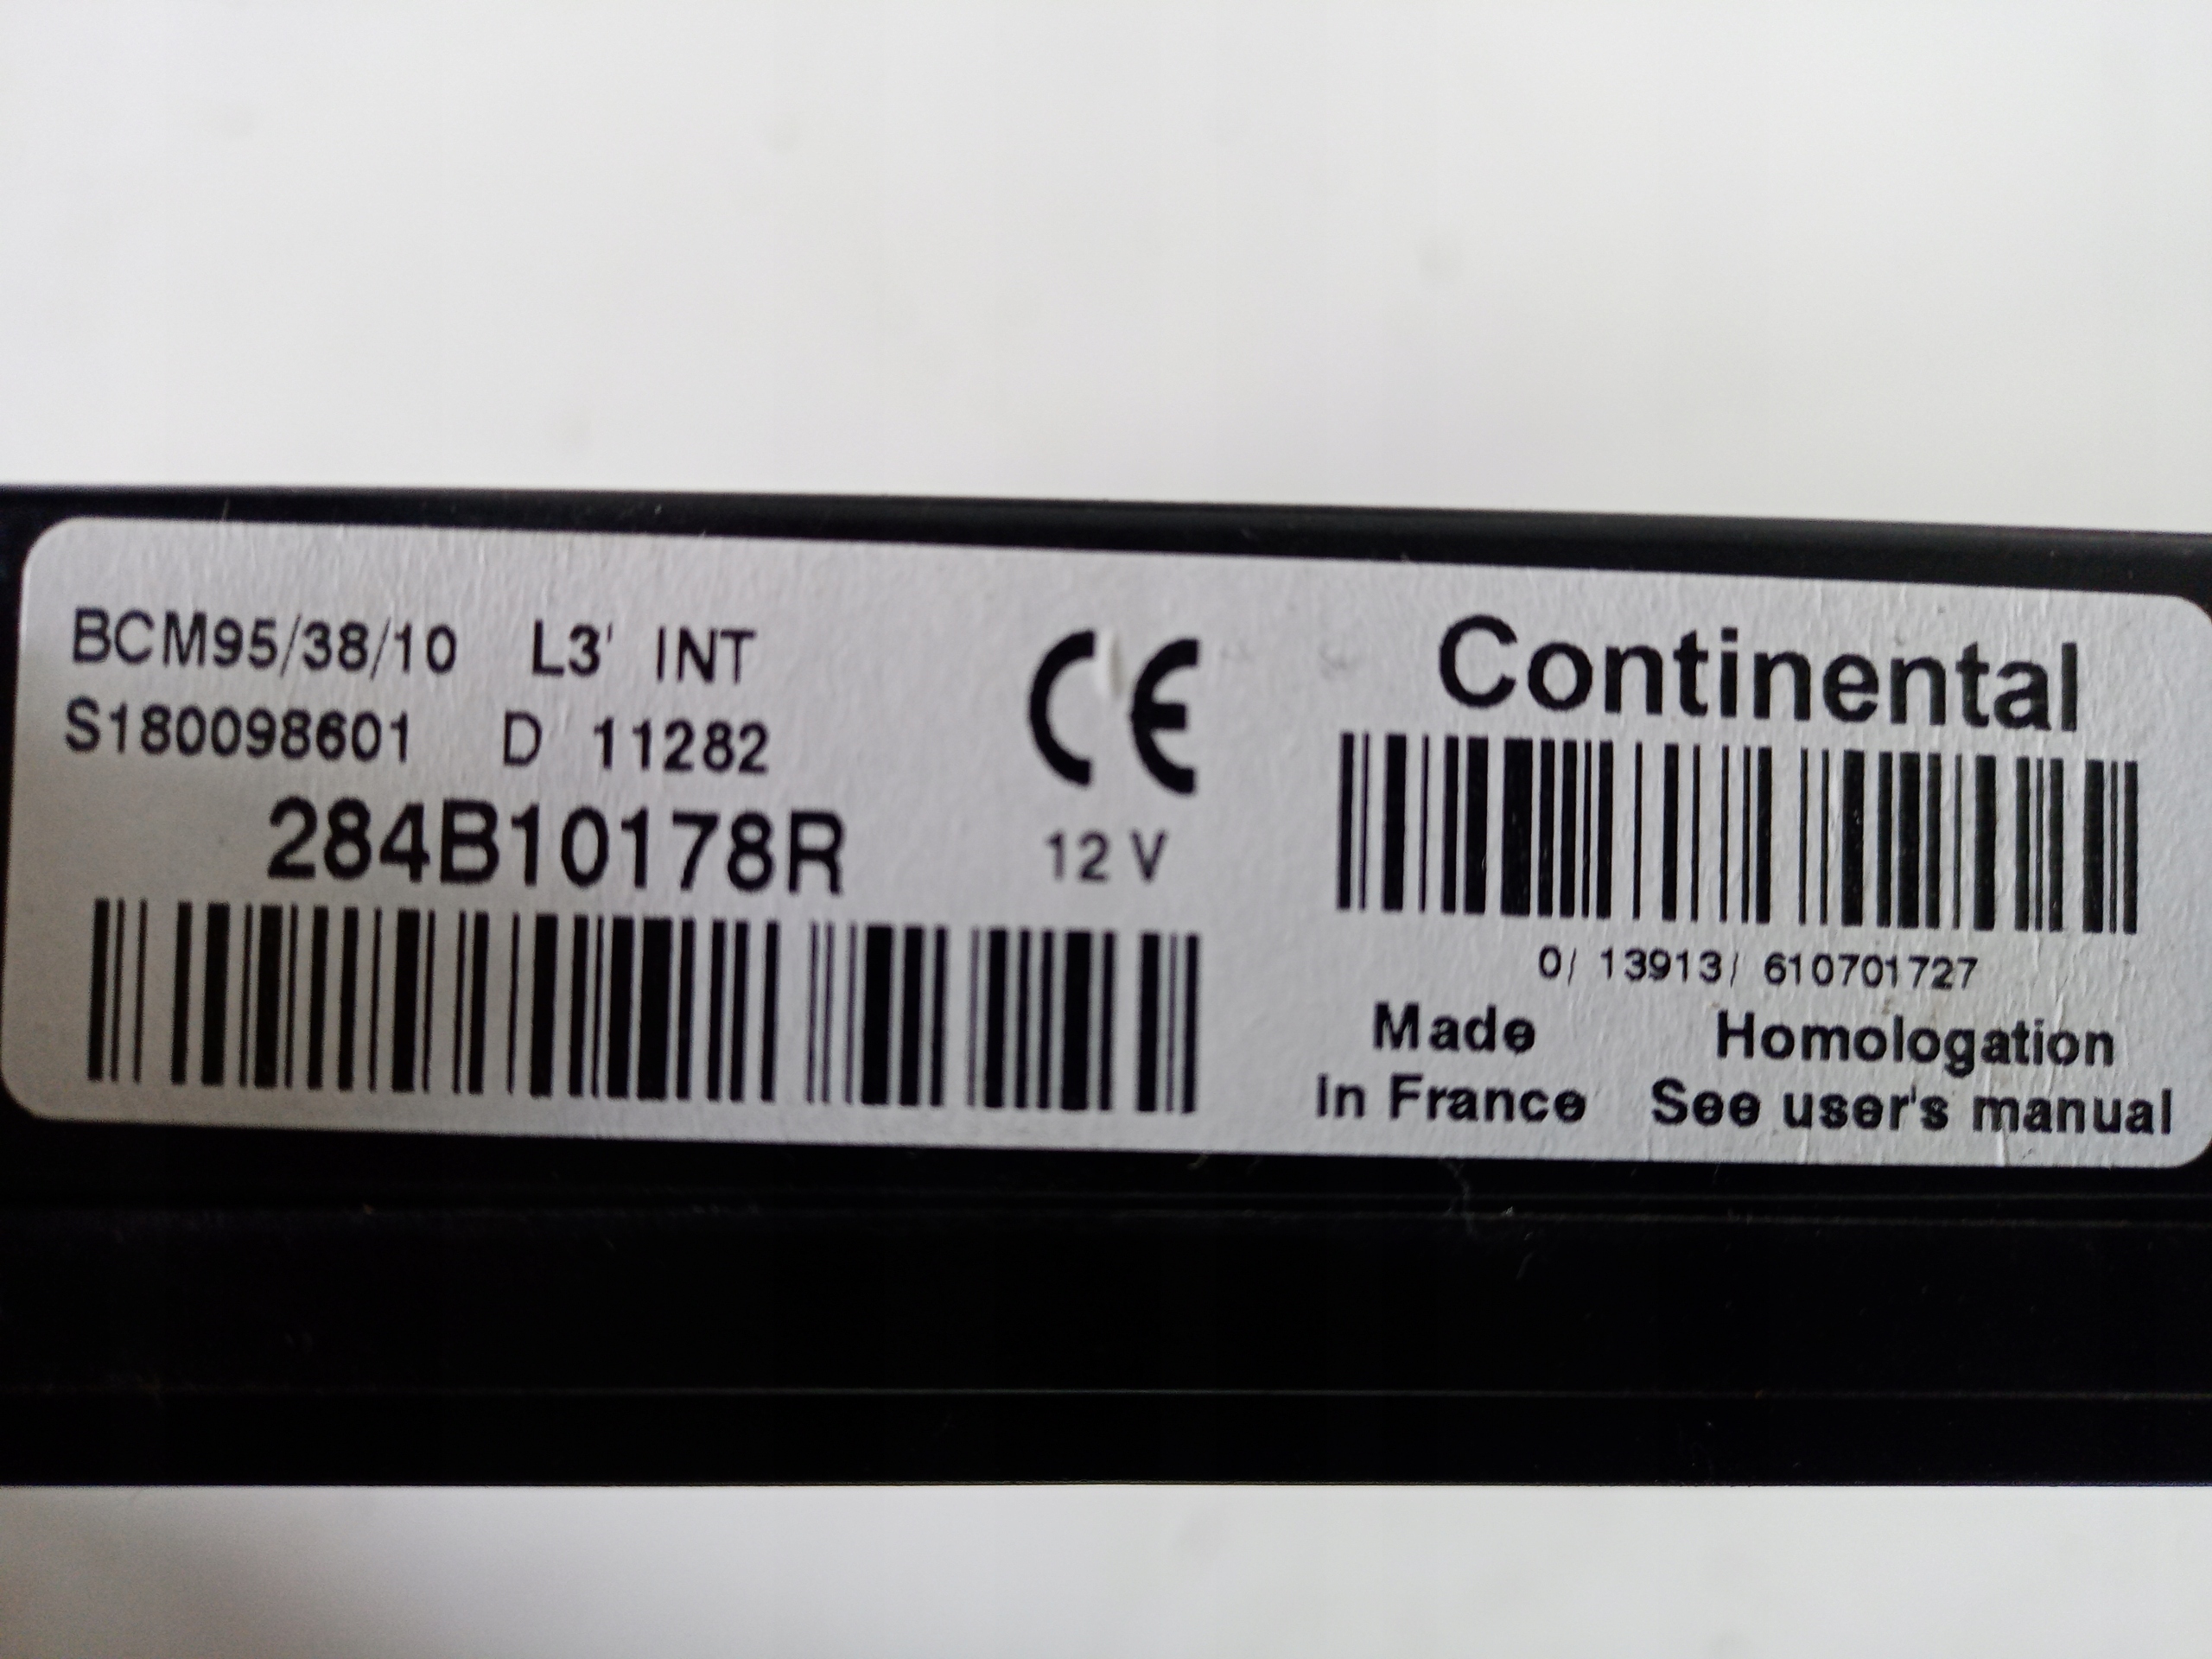 BCM95/38/10 L3' INT
S180098601 D 11282
284B10178R
CE
12 V
Continental
0/ 13913/ 610701727
Made
in France
Homologation
See user's manual